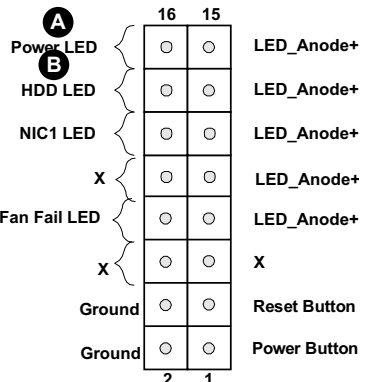 A
16 15
Power LED LED_Anode+
B
HDD LED LED_Anode+
NIC1 LED LED_Anode+
X LED_Anode+
Fan Fail LED LED_Anode+
X X
Ground Reset Button
Ground Power Button
2 1